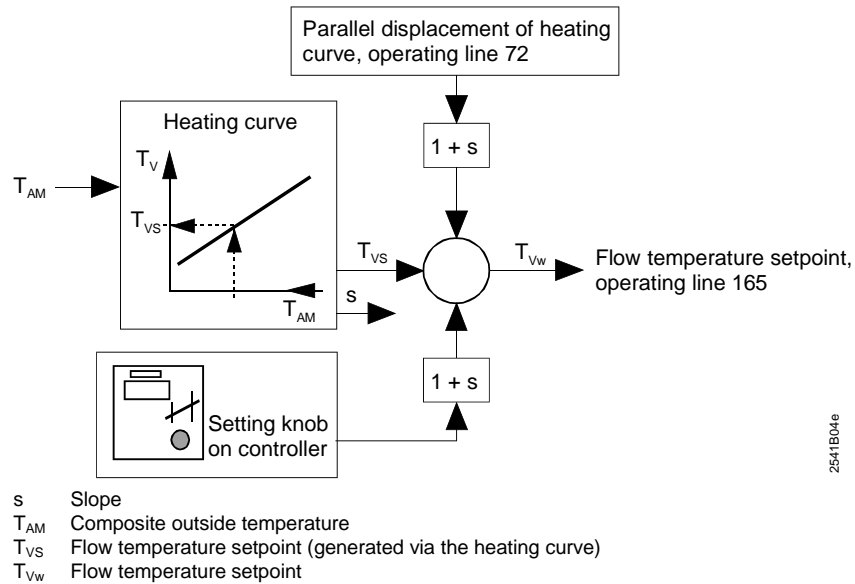 Parallel displacement of heating
curve, operating line 72
Heating curve
1 + s
T_V
T_AM
T_VS
T_VS
T_Vw
Flow temperature setpoint,
operating line 165
s
T_AM
1 + s
Setting knob
on controller
2541B04e
s Slope
T_AM Composite outside temperature
T_VS Flow temperature setpoint (generated via the heating curve)
T_Vw Flow temperature setpoint